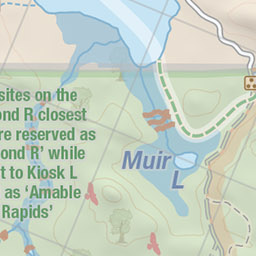 sites on the
ond R closest
re reserved as
ond R’ while
t to Kiosk L
as ‘Amable
Rapids’
Muir
L